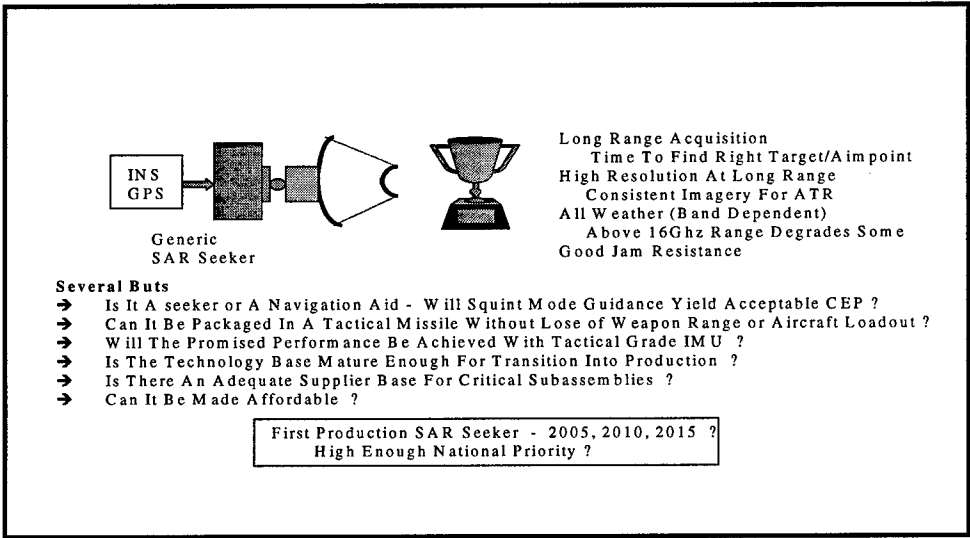 INS
GPS
Generic
SAR Seeker
Long Range Acquisition
Time To Find Right Target/Aimpoint
High Resolution At Long Range
Consistent Imagery For ATR
All Weather (Band Dependent)
Above 16Ghz Range Degrades Some
Good Jam Resistance
Several Buts
➔ Is It A seeker or A Navigation Aid - Will Squint Mode Guidance Yield Acceptable CEP ?
➔ Can It Be Packaged In A Tactical Missile Without Lose of Weapon Range or Aircraft Loadout ?
➔ Will The Promised Performance Be Achieved With Tactical Grade IMU ?
➔ Is The Technology Base Mature Enough For Transition Into Production ?
➔ Is There An Adequate Supplier Base For Critical Subassemblies ?
➔ Can It Be Made Affordable ?
First Production SAR Seeker - 2005, 2010, 2015 ?
High Enough National Priority ?